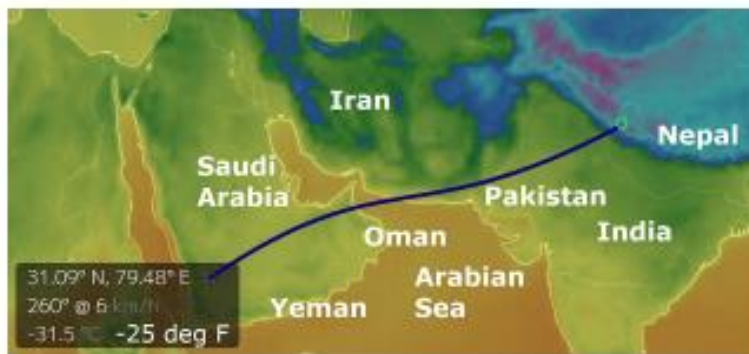 Iran
Nepal
Saudi
Arabia
Pakistan
India
Oman
Arabian
Sea
Yeman
31.09° N, 79.48° E
260° @ 6 km/h
-31.5 °C -25 deg F